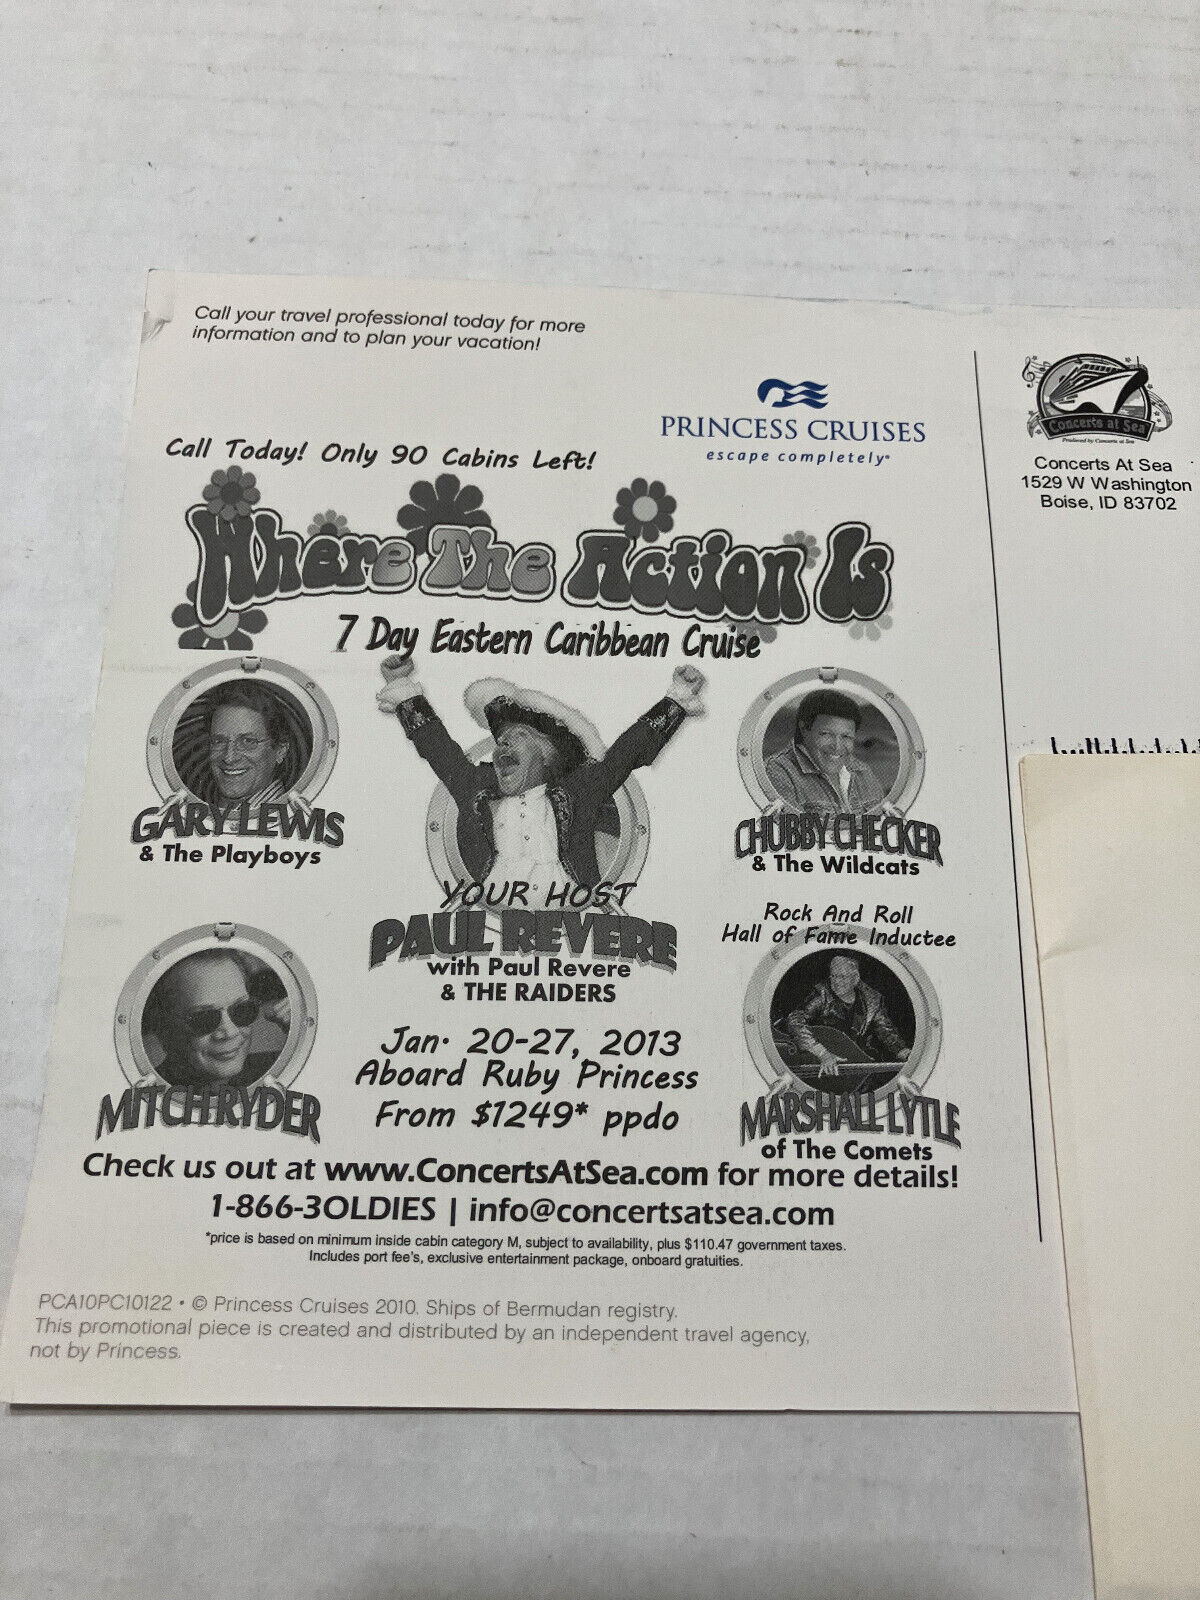 Call your travel professional today for more
information and to plan your vacation!
PRINCESS CRUISES
escape completely®
Concerts at Sea
Produced by Concerts at Sea
Concerts At Sea
1529 W Washington
Boise, ID 83702
Call Today! Only 90 Cabins Left!
Where The Action Is
7 Day Eastern Caribbean Cruise
GARY LEWIS
& The Playboys
CHUBBY CHECKER
& The Wildcats
YOUR HOST
PAUL REVERE
with Paul Revere
& THE RAIDERS
Rock And Roll
Hall of Fame Inductee
MITCH RYDER
MARSHALL LYTLE
of The Comets
Jan. 20-27, 2013
Aboard Ruby Princess
From $1249* ppdo
Check us out at www.ConcertsAtSea.com for more details!
1-866-3OLDIES | info@concertsatsea.com
*price is based on minimum inside cabin category M, subject to availability, plus $110.47 government taxes.
Includes port fee's, exclusive entertainment package, onboard gratuities.
PCA10PC10122 • © Princess Cruises 2010. Ships of Bermudan registry.
This promotional piece is created and distributed by an independent travel agency,
not by Princess.